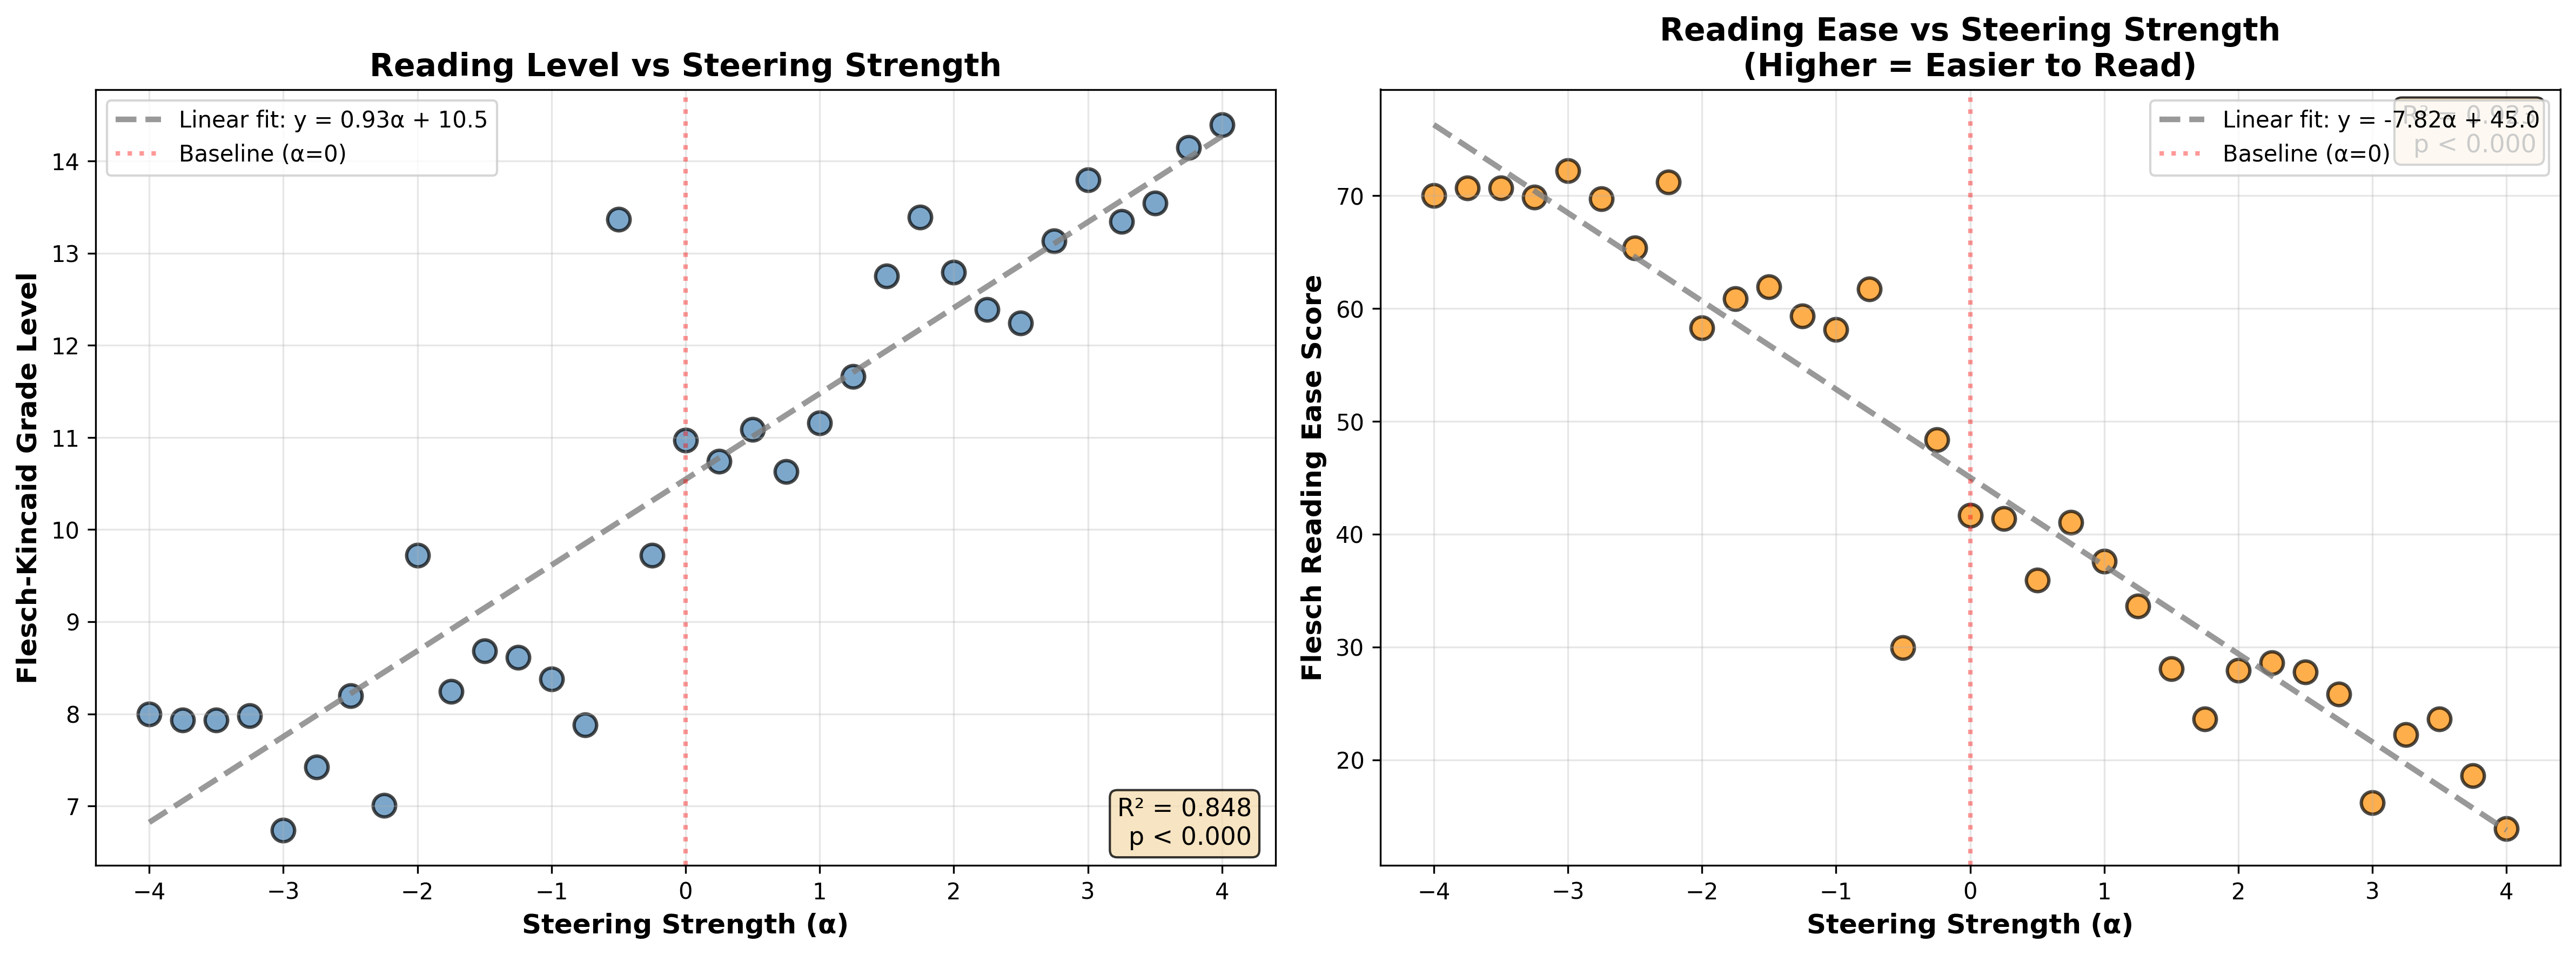 Reading Level vs Steering Strength
Linear fit: y = 0.93α + 10.5
Baseline (α=0)
Flesch-Kincaid Grade Level
14
13
12
11
10
9
8
7
R² = 0.848
p < 0.000
−4
−3
−2
−1
0
1
2
3
4
Steering Strength (α)
Reading Ease vs Steering Strength
(Higher = Easier to Read)
Linear fit: y = -7.82α + 45.0
Baseline (α=0)
R² =
p < 0.000
Flesch Reading Ease Score
70
60
50
40
30
20
−4
−3
−2
−1
0
1
2
3
4
Steering Strength (α)